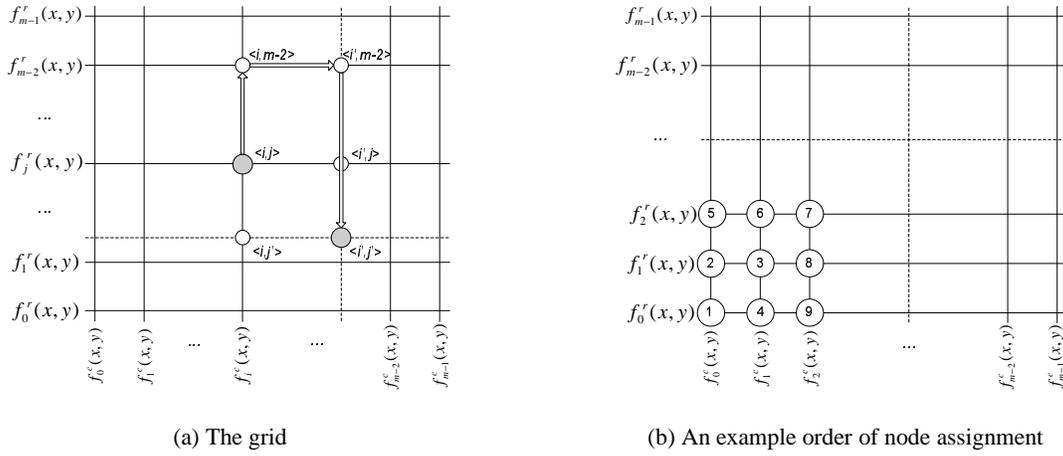 f^r_{m-1}(x, y)
f^r_{m-2}(x, y)
...
f^r_j(x, y)
...
f^r_1(x, y)
f^r_0(x, y)
<i,m-2>
<i',m-2>
<i,j>
<i',j>
<i,j'>
<i',j'>
f^c_0(x, y)
f^c_1(x, y)
...
f^c_i(x, y)
...
f^c_{m-2}(x, y)
f^c_{m-1}(x, y)
(a) The grid
f^r_{m-1}(x, y)
f^r_{m-2}(x, y)
...
f^r_2(x, y)
5 6 7
f^r_1(x, y)
2 3 8
f^r_0(x, y)
1 4 9
f^c_0(x, y)
f^c_1(x, y)
f^c_2(x, y)
...
f^c_{m-2}(x, y)
f^c_{m-1}(x, y)
(b) An example order of node assignment